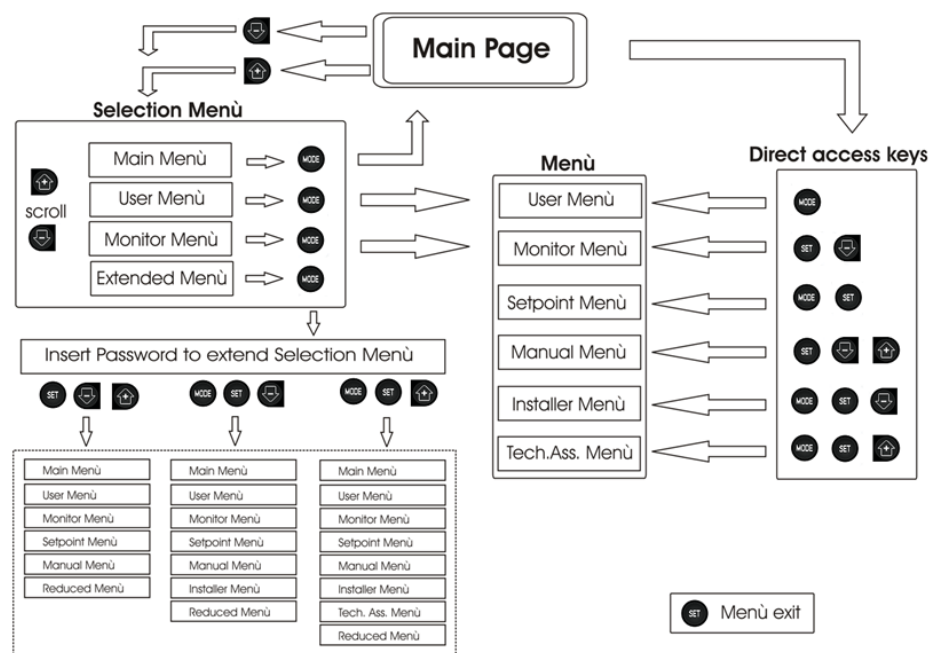 Main Page
Selection Menù
Main Menù
MODE
User Menù
MODE
scroll
Monitor Menù
MODE
Extended Menù
MODE
Insert Password to extend Selection Menù
SET
MODE SET
MODE SET
Main Menù
User Menù
Monitor Menù
Setpoint Menù
Manual Menù
Reduced Menù
Main Menù
User Menù
Monitor Menù
Setpoint Menù
Manual Menù
Installer Menù
Reduced Menù
Main Menù
User Menù
Monitor Menù
Setpoint Menù
Manual Menù
Installer Menù
Tech. Ass. Menù
Reduced Menù
Menù
User Menù
Monitor Menù
Setpoint Menù
Manual Menù
Installer Menù
Tech.Ass. Menù
Direct access keys
MODE
SET
MODE SET
SET
MODE SET
MODE SET
SET Menù exit